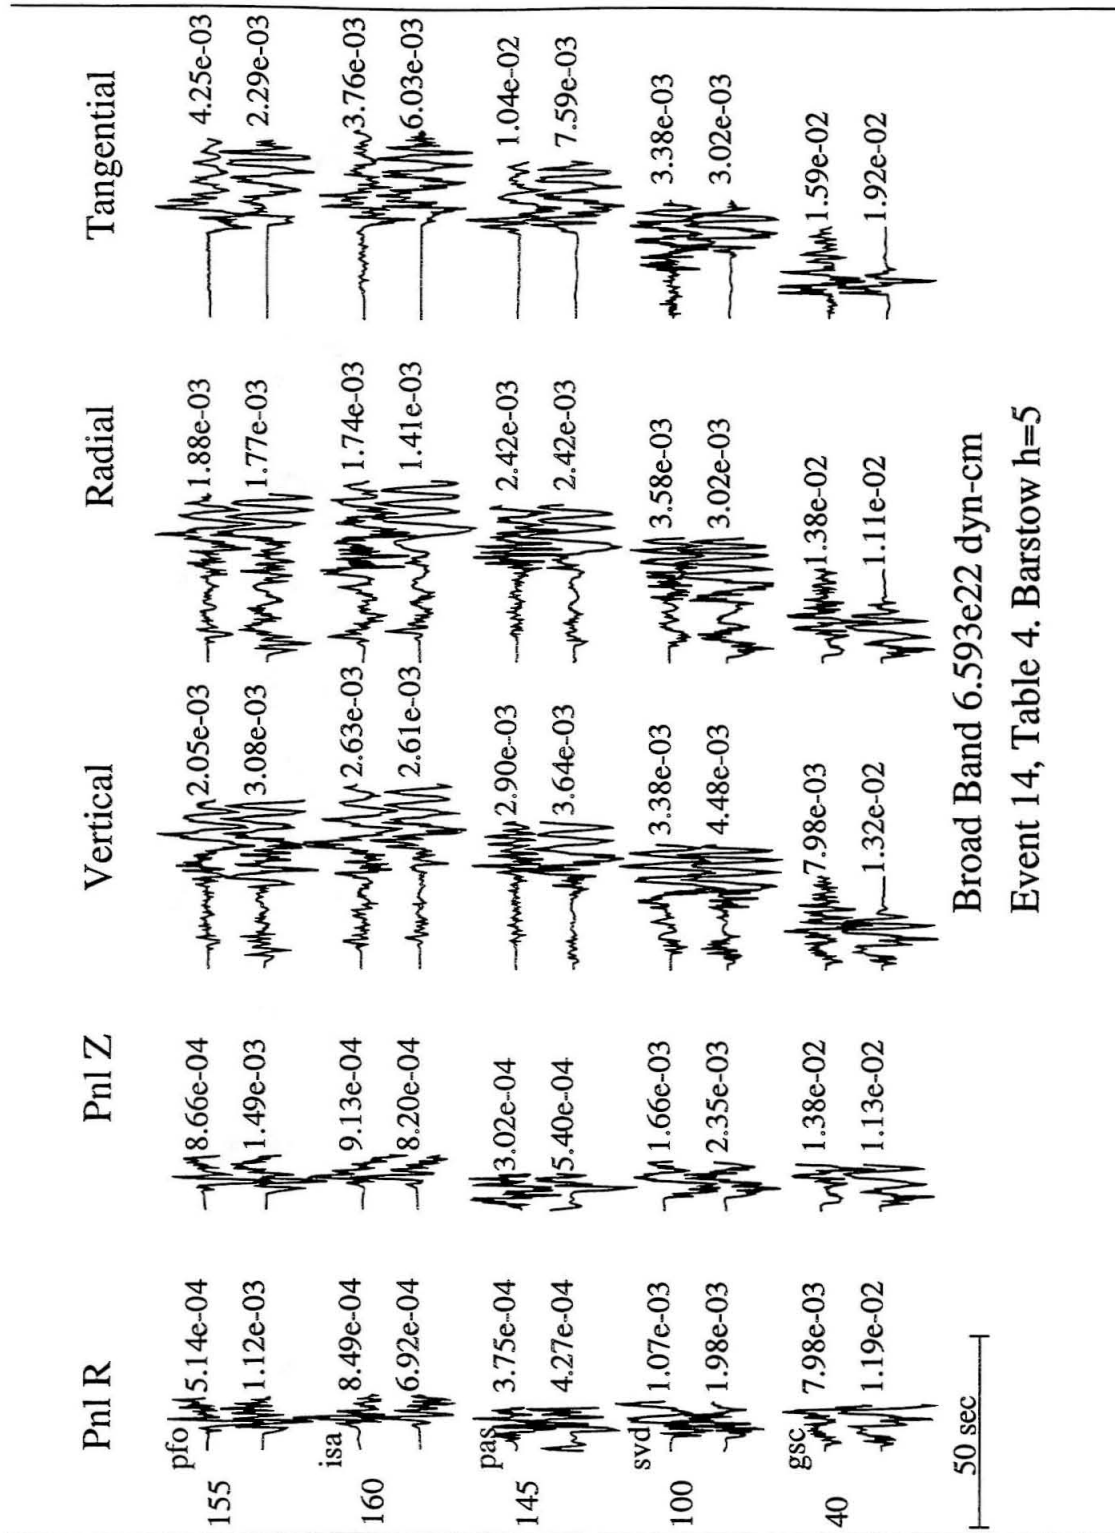 Pnl R Pnl Z Vertical Radial Tangential
pfo 5.14e-04 8.66e-04 2.05e-03 1.88e-03 4.25e-03
155 1.12e-03 1.49e-03 3.08e-03 1.77e-03 2.29e-03
isa 8.49e-04 9.13e-04 2.63e-03 1.74e-03 3.76e-03
160 6.92e-04 8.20e-04 2.61e-03 1.41e-03 6.03e-03
pas 3.75e-04 3.02e-04 2.90e-03 2.42e-03 1.04e-02
145 4.27e-04 5.40e-04 3.64e-03 2.42e-03 7.59e-03
svd 1.07e-03 1.66e-03 3.38e-03 3.58e-03 3.38e-03
100 1.98e-03 2.35e-03 4.48e-03 3.02e-03 3.02e-03
gsc 7.98e-03 1.38e-02 7.98e-03 1.38e-02 1.59e-02
40 1.19e-02 1.13e-02 1.32e-02 1.11e-02 1.92e-02
50 sec
Broad Band 6.593e22 dyn-cm
Event 14, Table 4. Barstow h=5